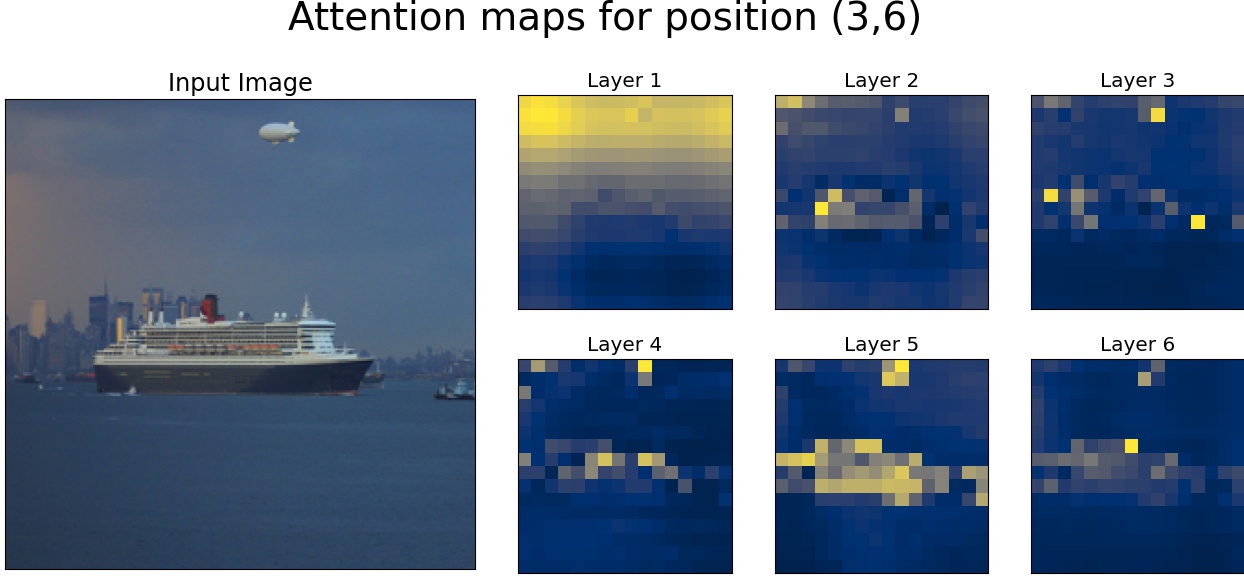 Attention maps for position (3,6)
Input Image
Layer 1
Layer 2
Layer 3
Layer 4
Layer 5
Layer 6